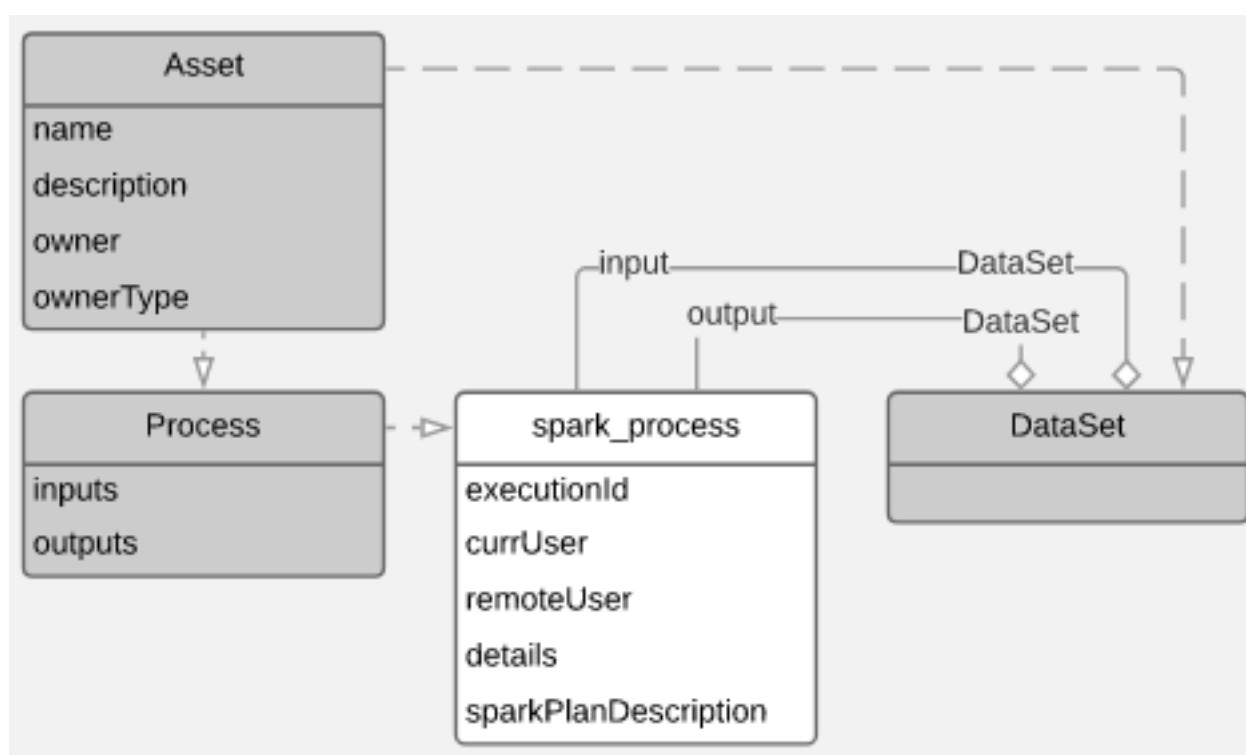 Asset
name
description
owner
ownerType
input DataSet
output DataSet
Process
inputs
outputs
spark_process
executionId
currUser
remoteUser
details
sparkPlanDescription
DataSet